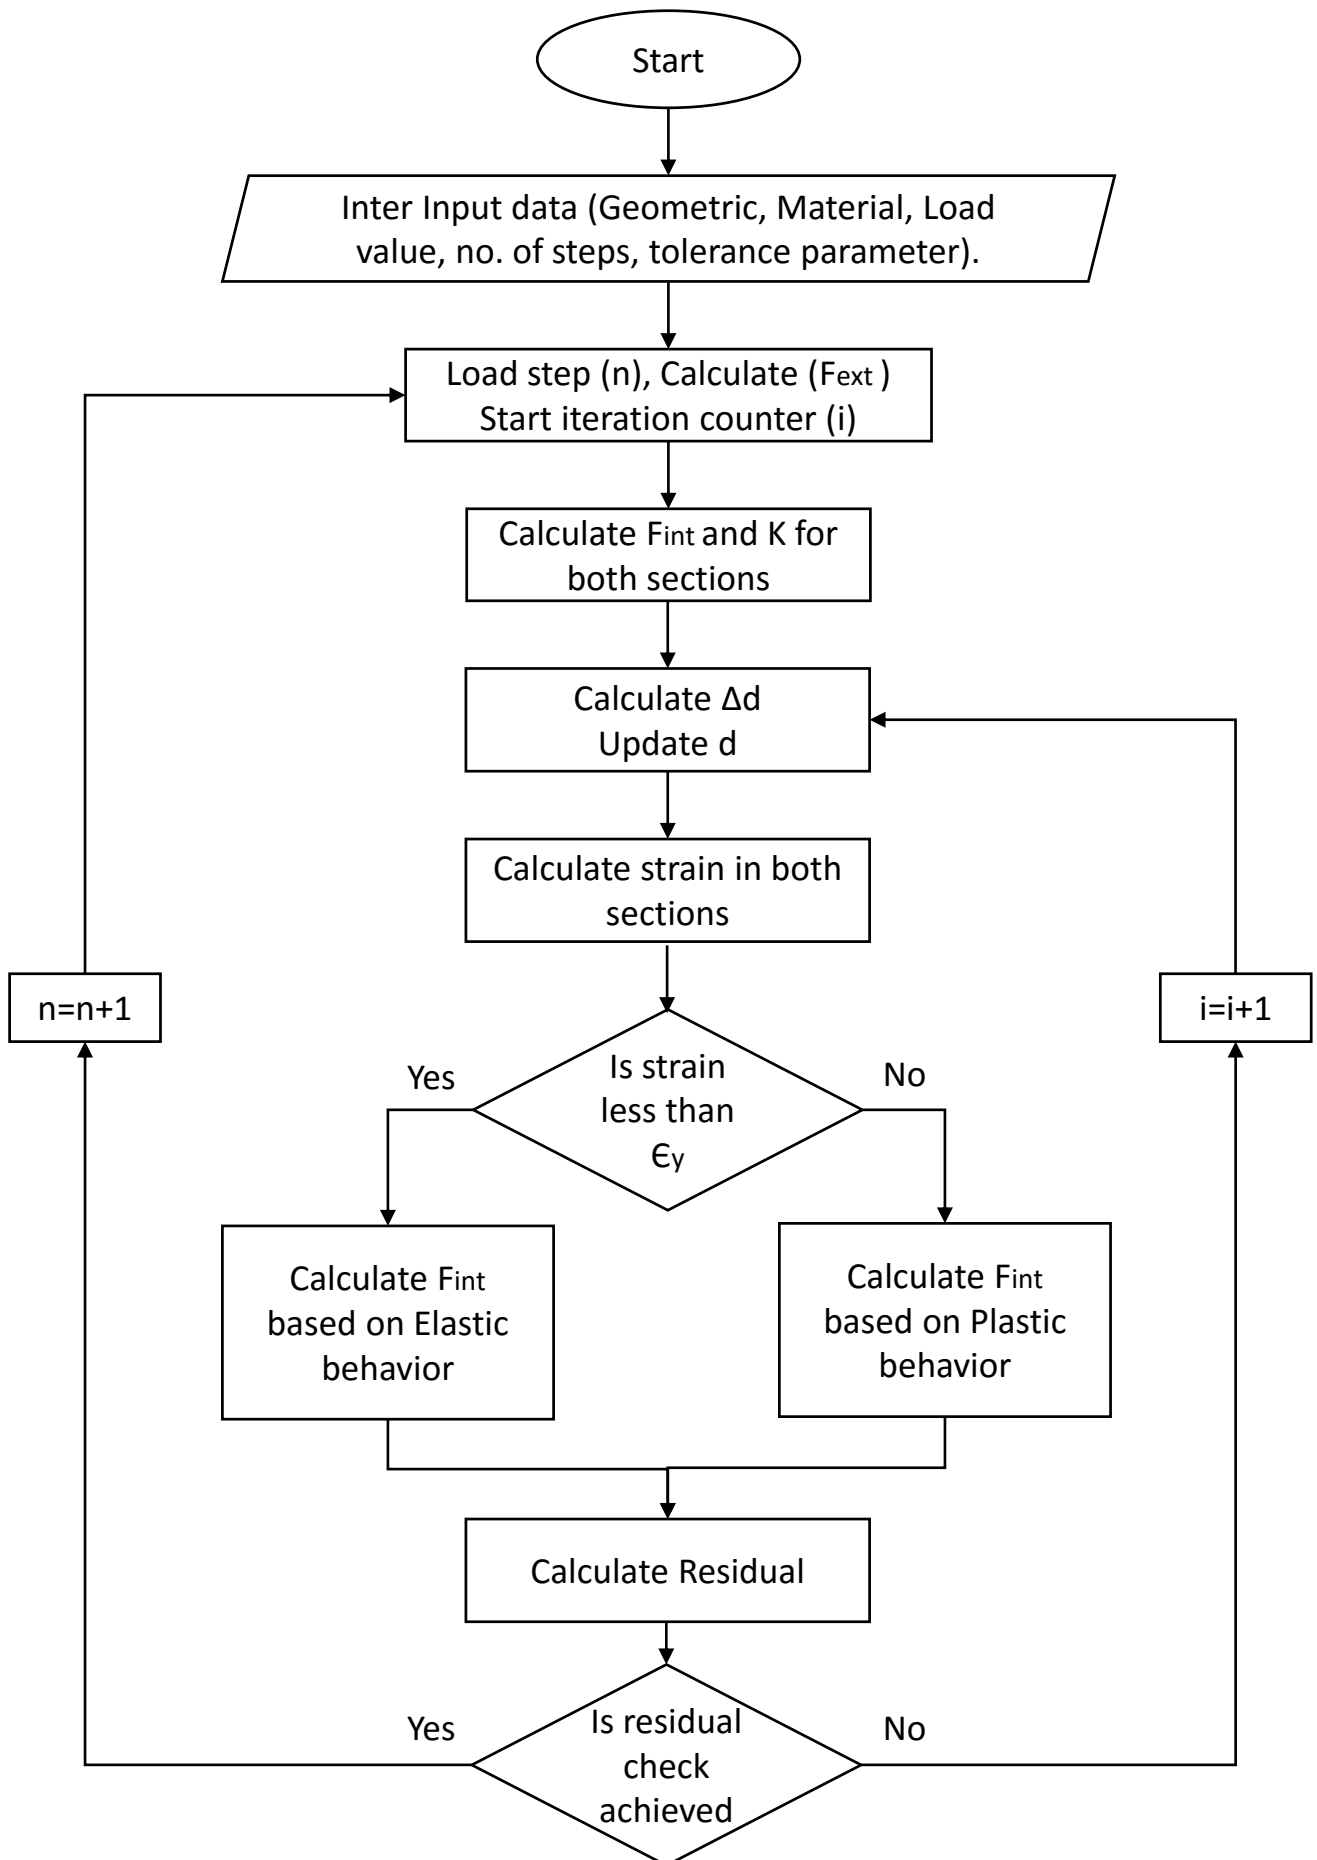 Start
Inter Input data (Geometric, Material, Load
value, no. of steps, tolerance parameter).
Load step (n), Calculate (Fext )
Start iteration counter (i)
Calculate Fint and K for
both sections
Calculate Δd
Update d
Calculate strain in both
sections
n=n+1
i=i+1
Yes
Is strain
less than
Єy
No
Calculate Fint
based on Elastic
behavior
Calculate Fint
based on Plastic
behavior
Calculate Residual
Yes
Is residual
check
achieved
No